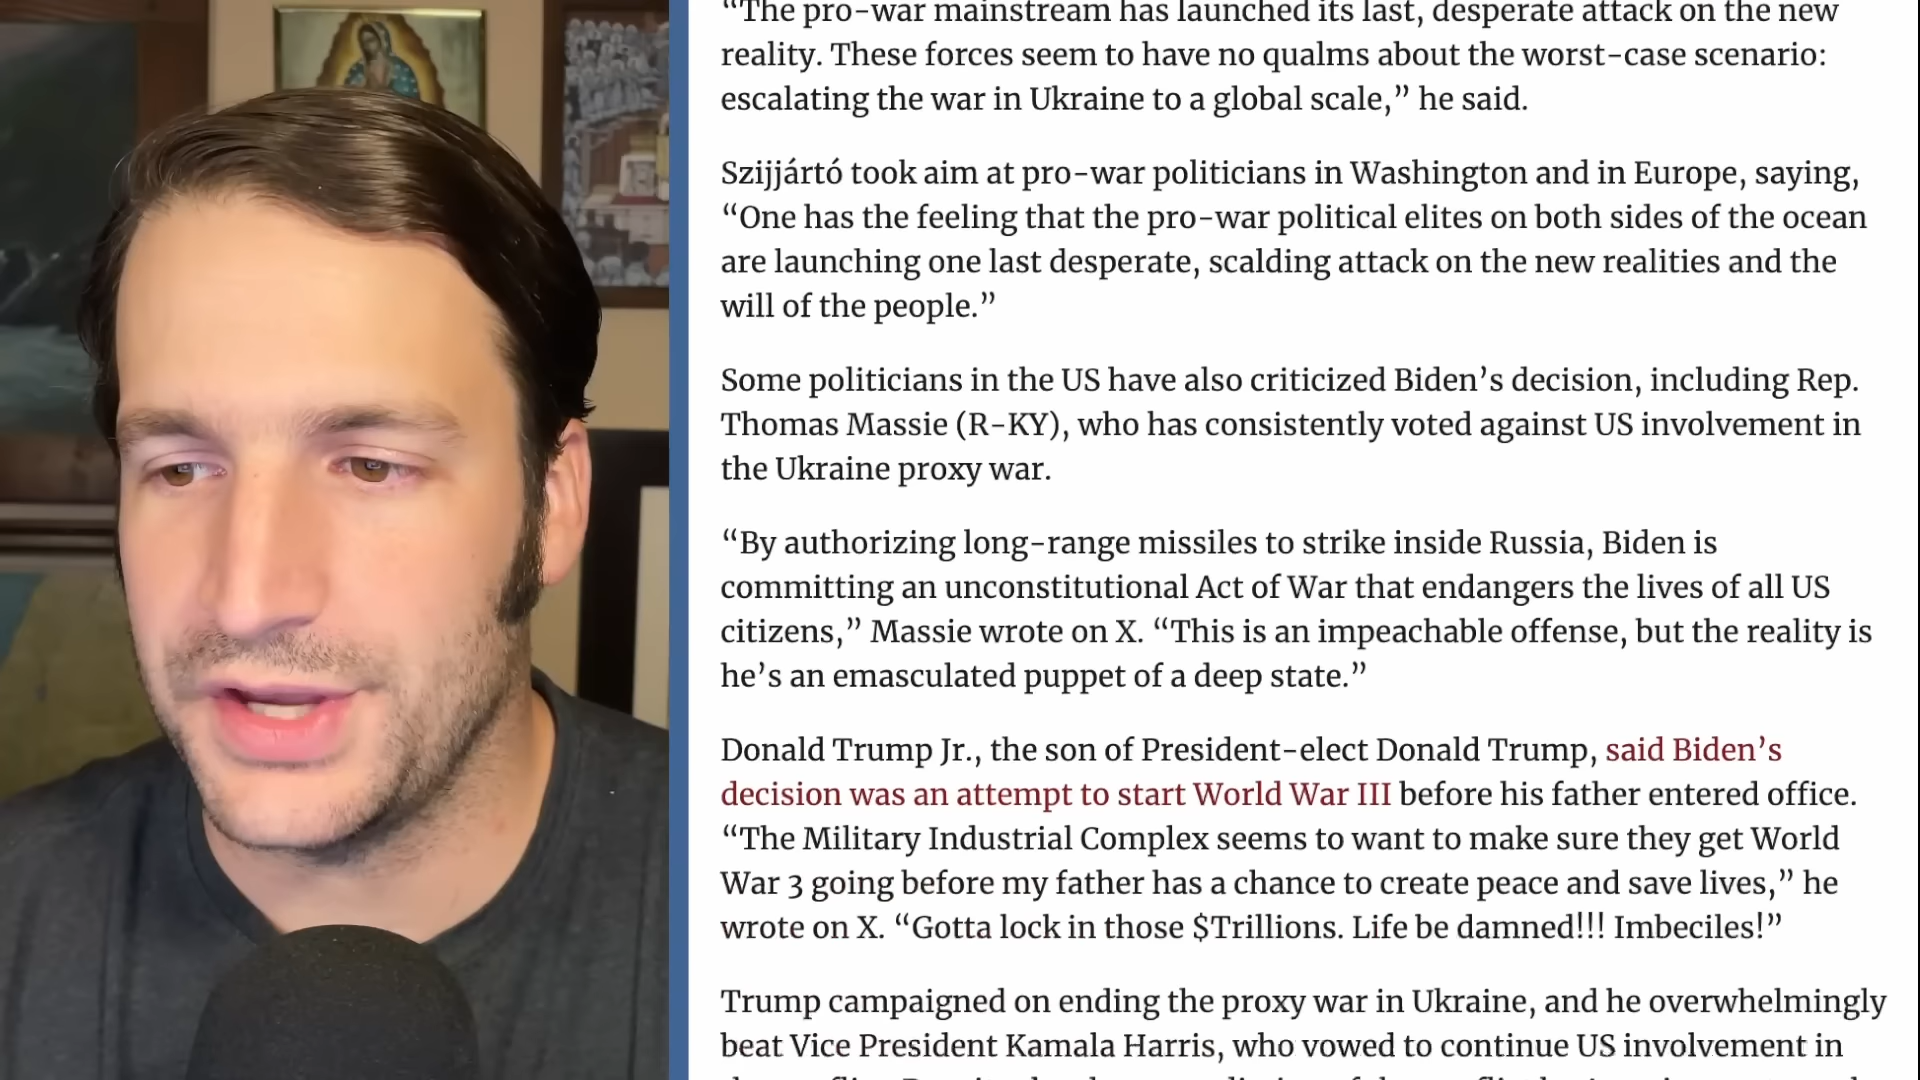 “The pro-war mainstream has launched its last, desperate attack on the new
reality. These forces seem to have no qualms about the worst-case scenario:
escalating the war in Ukraine to a global scale,” he said.
Szijjártó took aim at pro-war politicians in Washington and in Europe, saying,
“One has the feeling that the pro-war political elites on both sides of the ocean
are launching one last desperate, scalding attack on the new realities and the
will of the people.”
Some politicians in the US have also criticized Biden’s decision, including Rep.
Thomas Massie (R-KY), who has consistently voted against US involvement in
the Ukraine proxy war.
“By authorizing long-range missiles to strike inside Russia, Biden is
committing an unconstitutional Act of War that endangers the lives of all US
citizens,” Massie wrote on X. “This is an impeachable offense, but the reality is
he’s an emasculated puppet of a deep state.”
Donald Trump Jr., the son of President-elect Donald Trump, said Biden’s
decision was an attempt to start World War III before his father entered office.
“The Military Industrial Complex seems to want to make sure they get World
War 3 going before my father has a chance to create peace and save lives,” he
wrote on X. “Gotta lock in those $Trillions. Life be damned!!! Imbeciles!”
Trump campaigned on ending the proxy war in Ukraine, and he overwhelmingly
beat Vice President Kamala Harris, who vowed to continue US involvement in